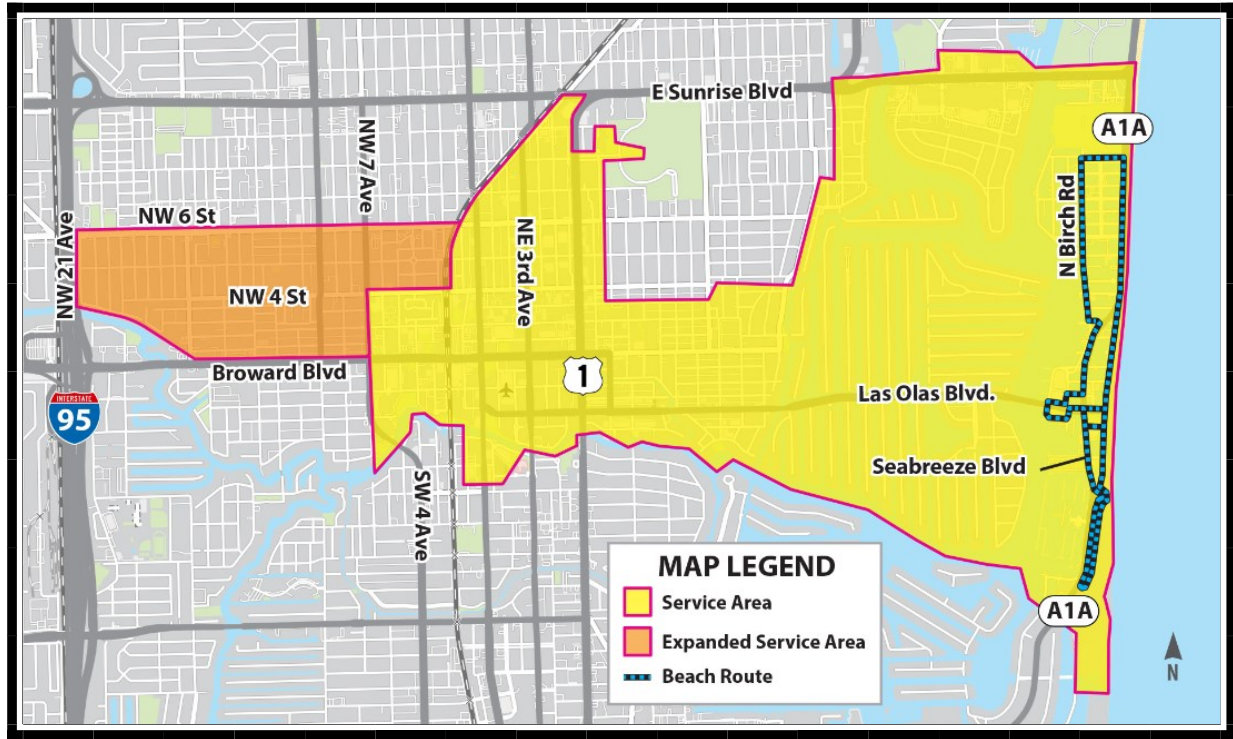 E Sunrise Blvd
A1A
NW 7 Ave
N Birch Rd
NW 6 St
NW 21 Ave
NE 3rd Ave
NW 4 St
Broward Blvd
1
Las Olas Blvd.
INTERSTATE
95
Seabreeze Blvd
SW 4 Ave
MAP LEGEND
Service Area
Expanded Service Area
Beach Route
A1A
N